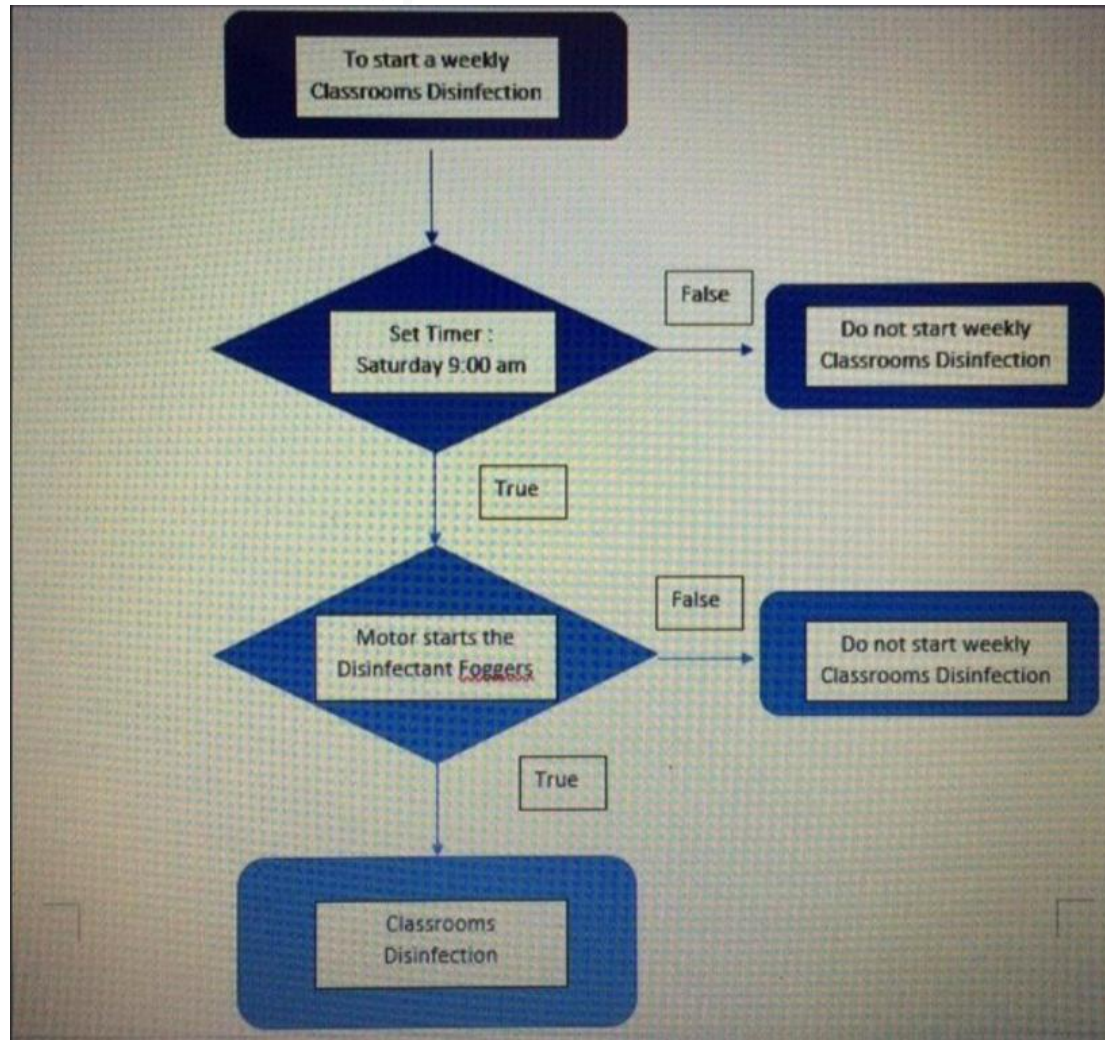 To start a weekly
Classrooms Disinfection
False
Set Timer :
Saturday 9:00 am
Do not start weekly
Classrooms Disinfection
True
False
Motor starts the
Disinfectant Foggers
Do not start weekly
Classrooms Disinfection
True
Classrooms
Disinfection